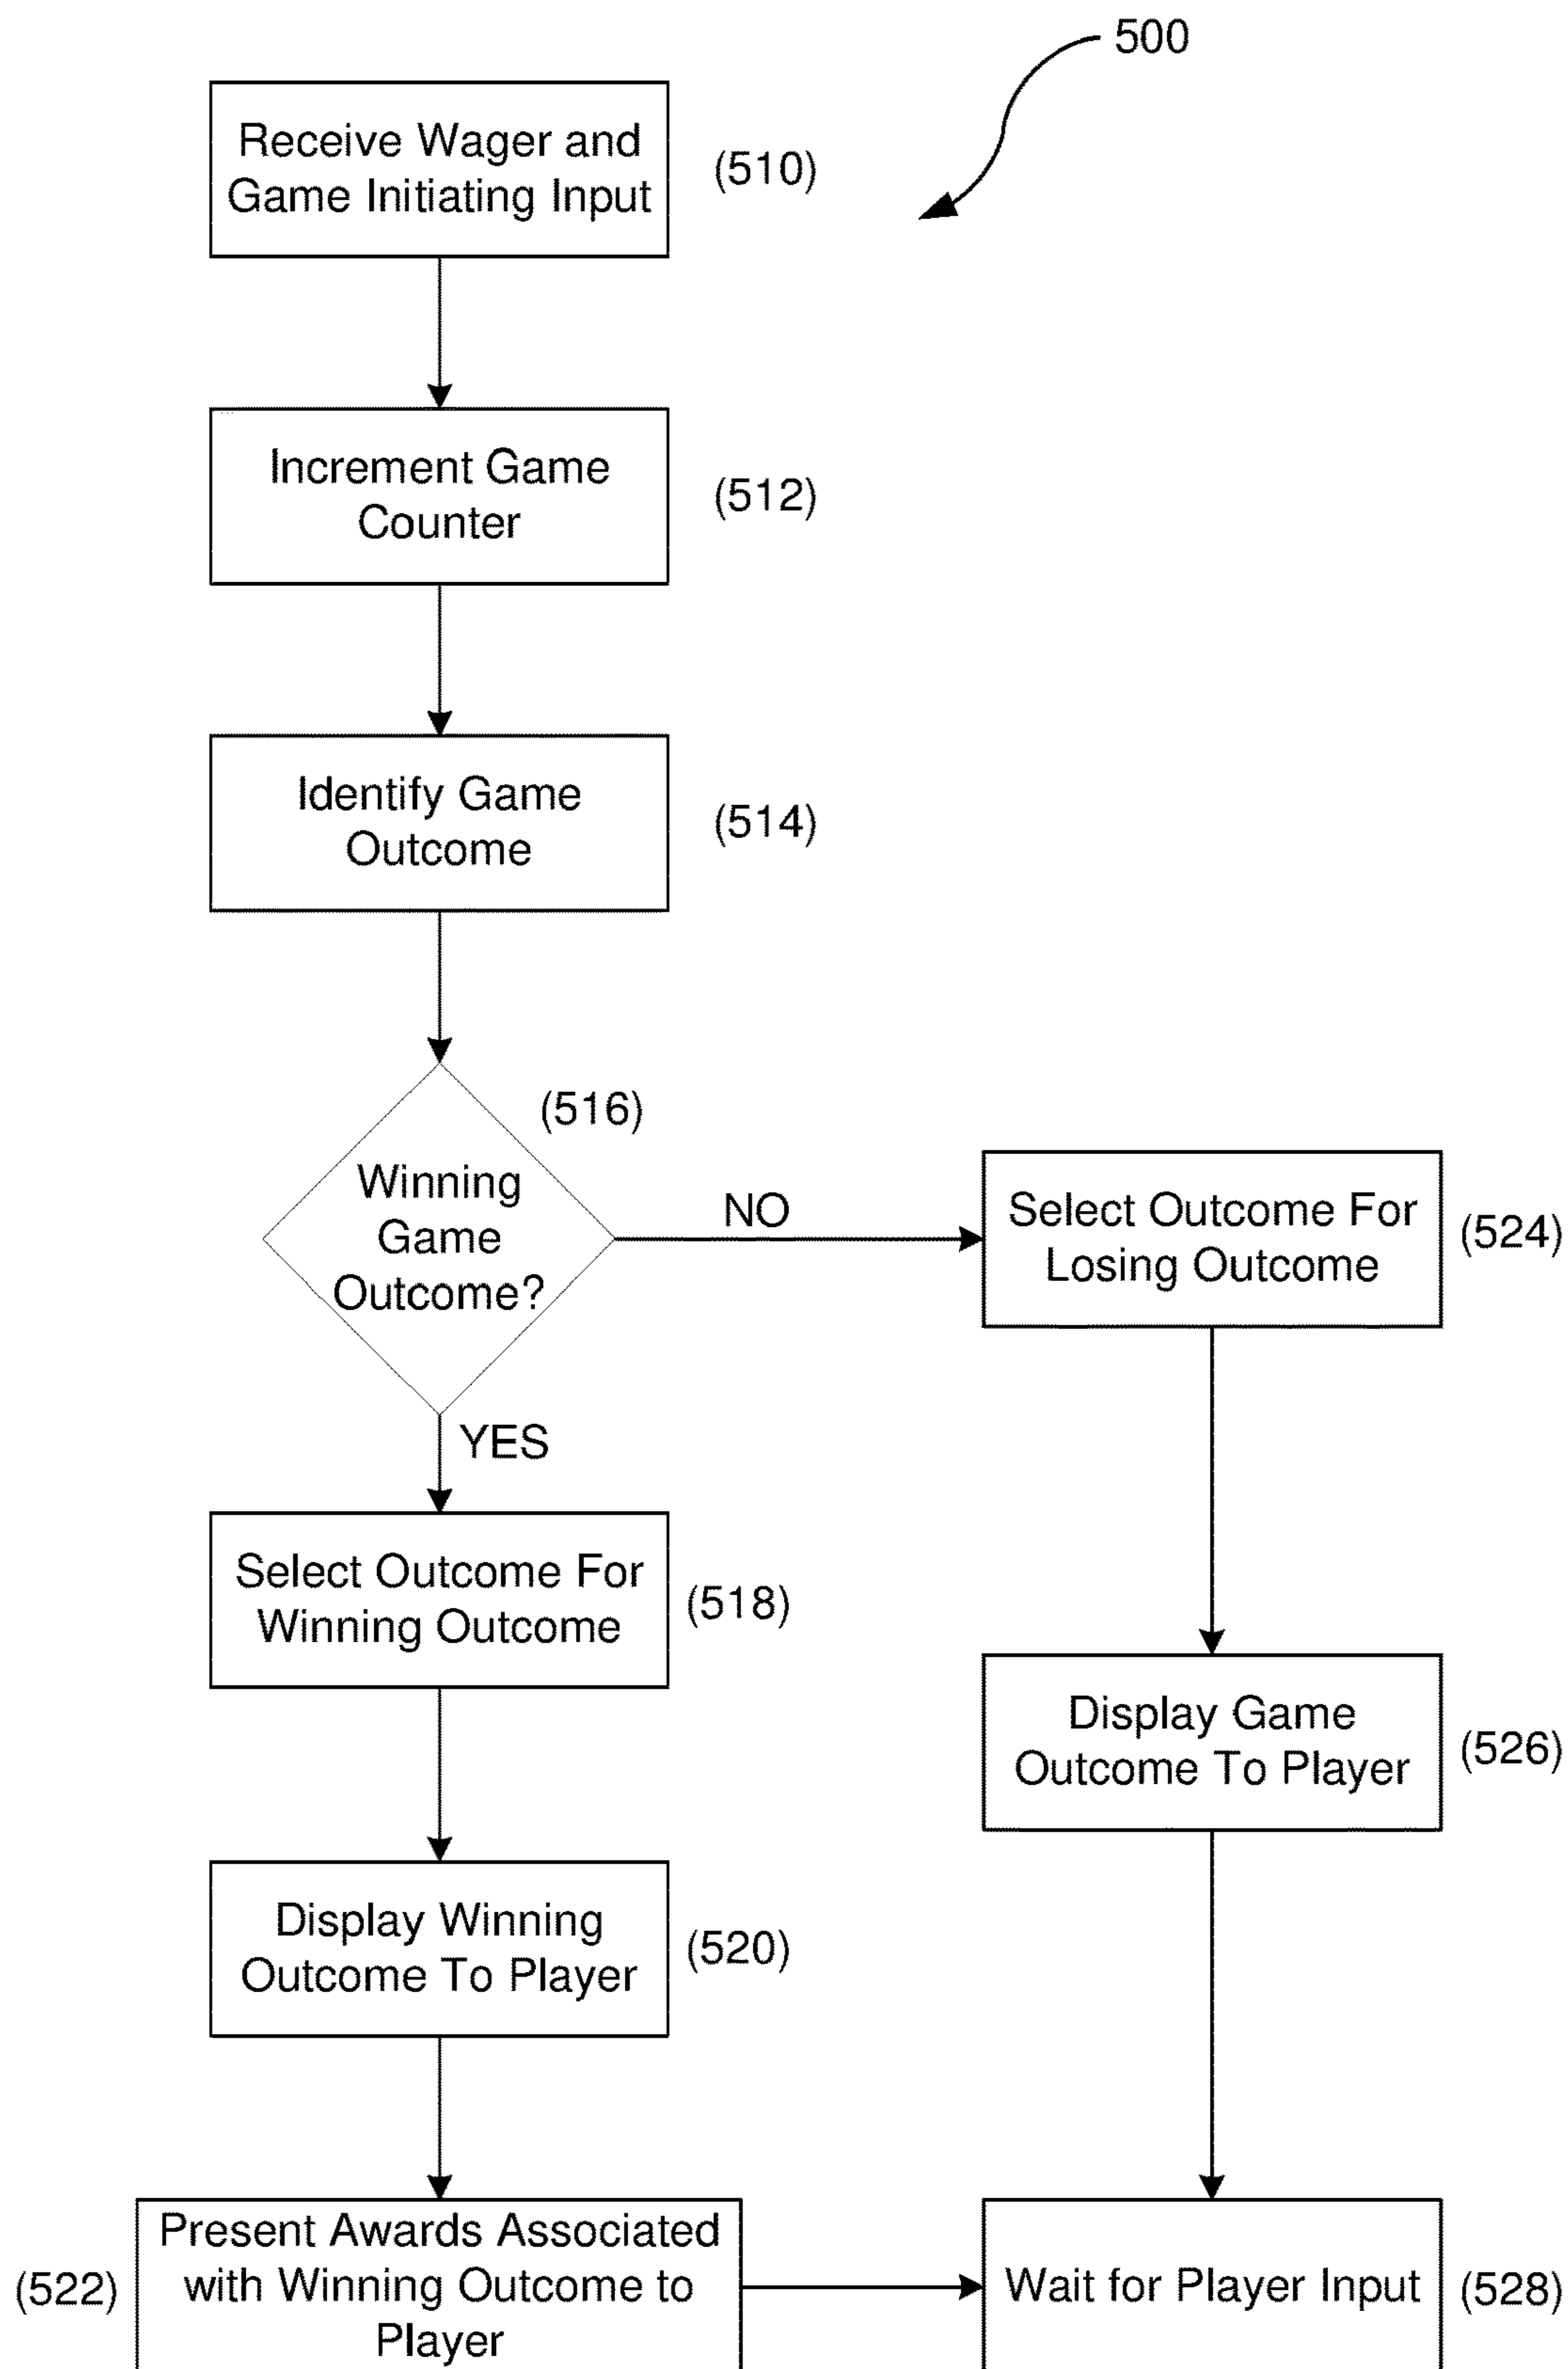 500
Receive Wager and
Game Initiating Input
(510)
Increment Game
Counter
(512)
Identify Game
Outcome
(514)
(516)
Winning
Game
Outcome?
NO
YES
Select Outcome For
Losing Outcome
(524)
Select Outcome For
Winning Outcome
(518)
Display Game
Outcome To Player
(526)
Display Winning
Outcome To Player
(520)
(522)
Present Awards Associated
with Winning Outcome to
Player
Wait for Player Input
(528)